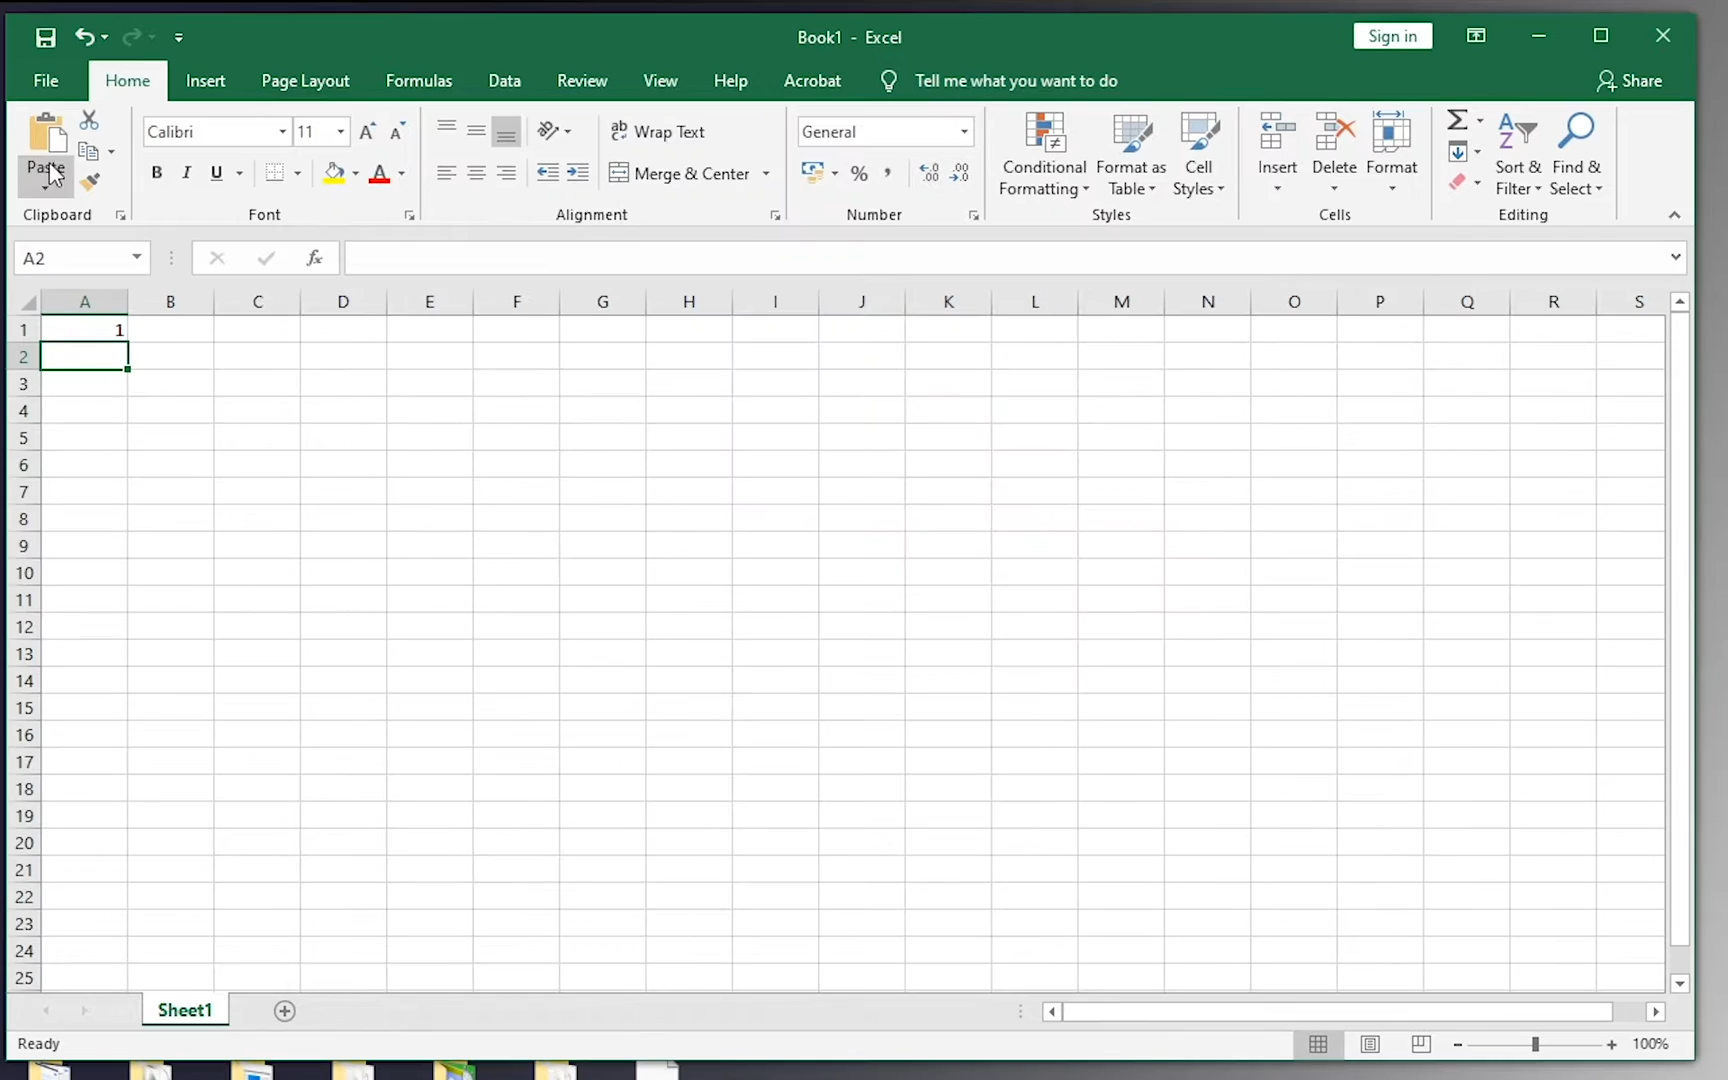 Book1 - Excel
Sign in
File Home Insert Page Layout Formulas Data Review View Help Acrobat Tell me what you want to do Share
Paste
Clipboard
Calibri 11
B I U
Font
Wrap Text
Merge & Center
Alignment
General
%
Number
Conditional Formatting
Format as Table
Cell Styles
Styles
Insert
Delete
Format
Cells
Sort & Filter
Find & Select
Editing
A2 fx
A B C D E F G H I J K L M N O P Q R S
1 1
2
3
4
5
6
7
8
9
10
11
12
13
14
15
16
17
18
19
20
21
22
23
24
25
Sheet1
Ready 100%